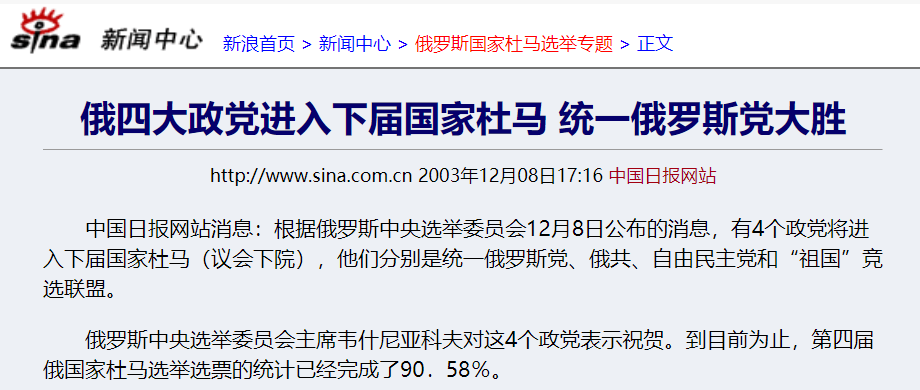 sina 新闻中心 新浪首页 > 新闻中心 > 俄罗斯国家杜马选举专题 > 正文
俄四大政党进入下届国家杜马 统一俄罗斯党大胜
http://www.sina.com.cn 2003年12月08日17:16 中国日报网站
中国日报网站消息：根据俄罗斯中央选举委员会12月8日公布的消息，有4个政党将进
入下届国家杜马（议会下院），他们分别是统一俄罗斯党、俄共、自由民主党和“祖国”竞
选联盟。
俄罗斯中央选举委员会主席韦什尼亚科夫对这4个政党表示祝贺。到目前为止，第四届
俄国家杜马选举选票的统计已经完成了90．58％。